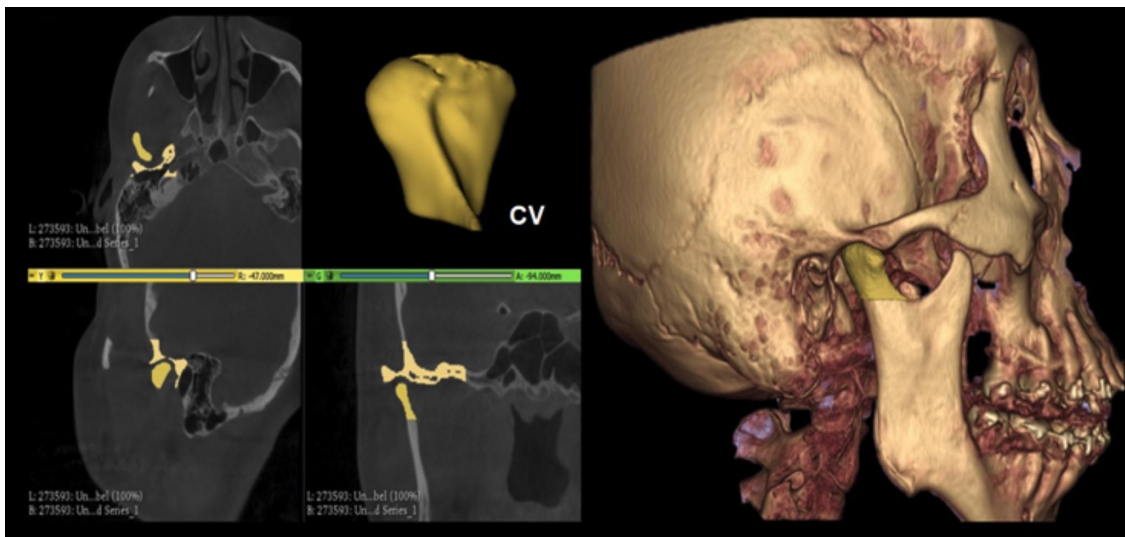 L: 273593: Un...bel (100%)
B: 273593: Un...d Series_1
CV
Y R: -47.000mm
G A: -94.000mm
L: 273593: Un...bel (100%)
B: 273593: Un...d Series_1
L: 273593: Un...bel (100%)
B: 273593: Un...d Series_1